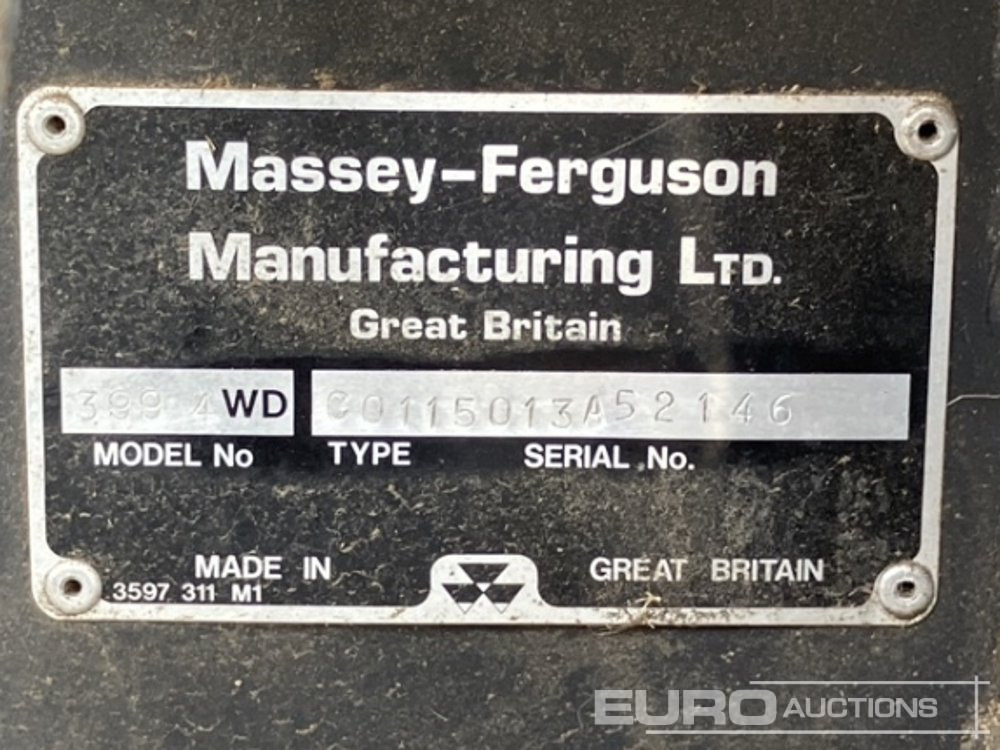 Massey-Ferguson
Manufacturing LTD.
Great Britain
399 4WD C0115013A52146
MODEL No TYPE SERIAL No.
MADE IN GREAT BRITAIN
3597 311 M1
EURO AUCTIONS